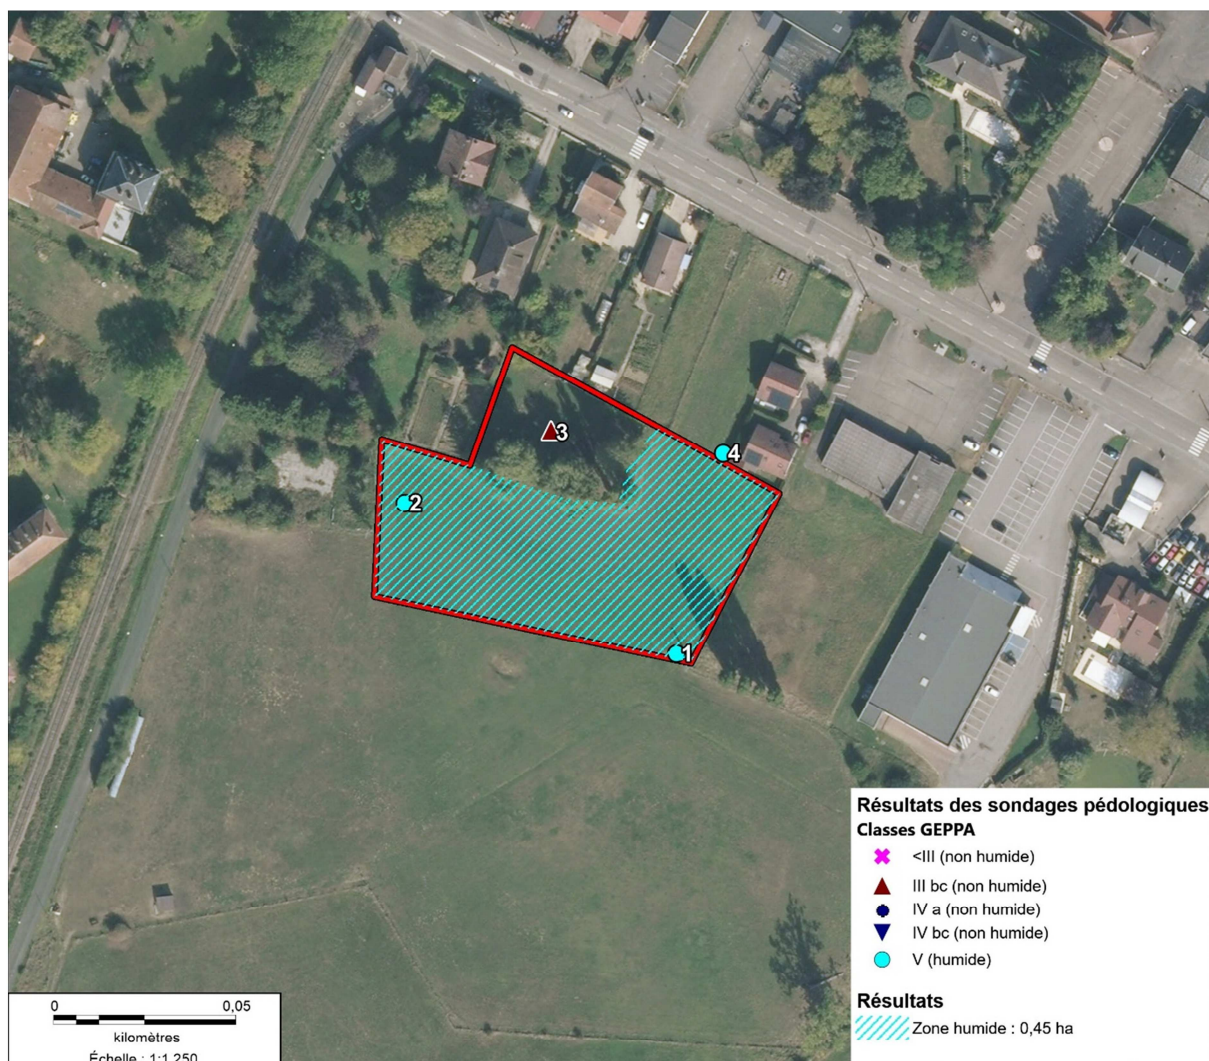 3
4
2
1
Résultats des sondages pédologiques
Classes GEPPA
<III (non humide)
III bc (non humide)
IV a (non humide)
IV bc (non humide)
V (humide)
Résultats
Zone humide : 0,45 ha
0 0,05
kilomètres
Échelle : 1:1 250